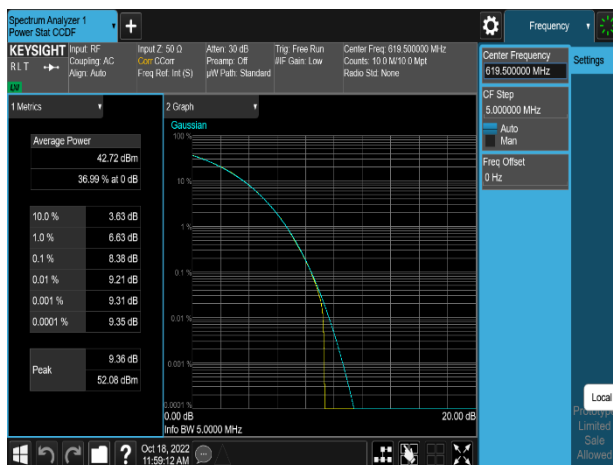 Spectrum Analyzer 1
Power Stat CCDF
Frequency
KEYSIGHT
RLT
LXI
Input: RF
Coupling: AC
Align: Auto
Input Z: 50 Ω
Corr CCorr
Freq Ref: Int (S)
Atten: 30 dB
Preamp: Off
µW Path: Standard
Trig: Free Run
#IF Gain: Low
Center Freq: 619.500000 MHz
Counts: 10.0 M/10.0 Mpt
Radio Std: None
Center Frequency
619.500000 MHz
Settings
CF Step
5.000000 MHz
Auto
Man
Freq Offset
0 Hz
1 Metrics
Average Power
42.72 dBm
36.99 % at 0 dB
10.0 % 3.63 dB
1.0 % 6.63 dB
0.1 % 8.38 dB
0.01 % 9.21 dB
0.001 % 9.31 dB
0.0001 % 9.35 dB
Peak
9.36 dB
52.08 dBm
2 Graph
Gaussian
100 %
10 %
1 %
0.1 %
0.01 %
0.001 %
0.0001 %
0.00 dB 20.00 dB
Info BW 5.0000 MHz
Local
Prototype
Limited
Sale
Allowed
?
Oct 18, 2022
11:59:12 AM